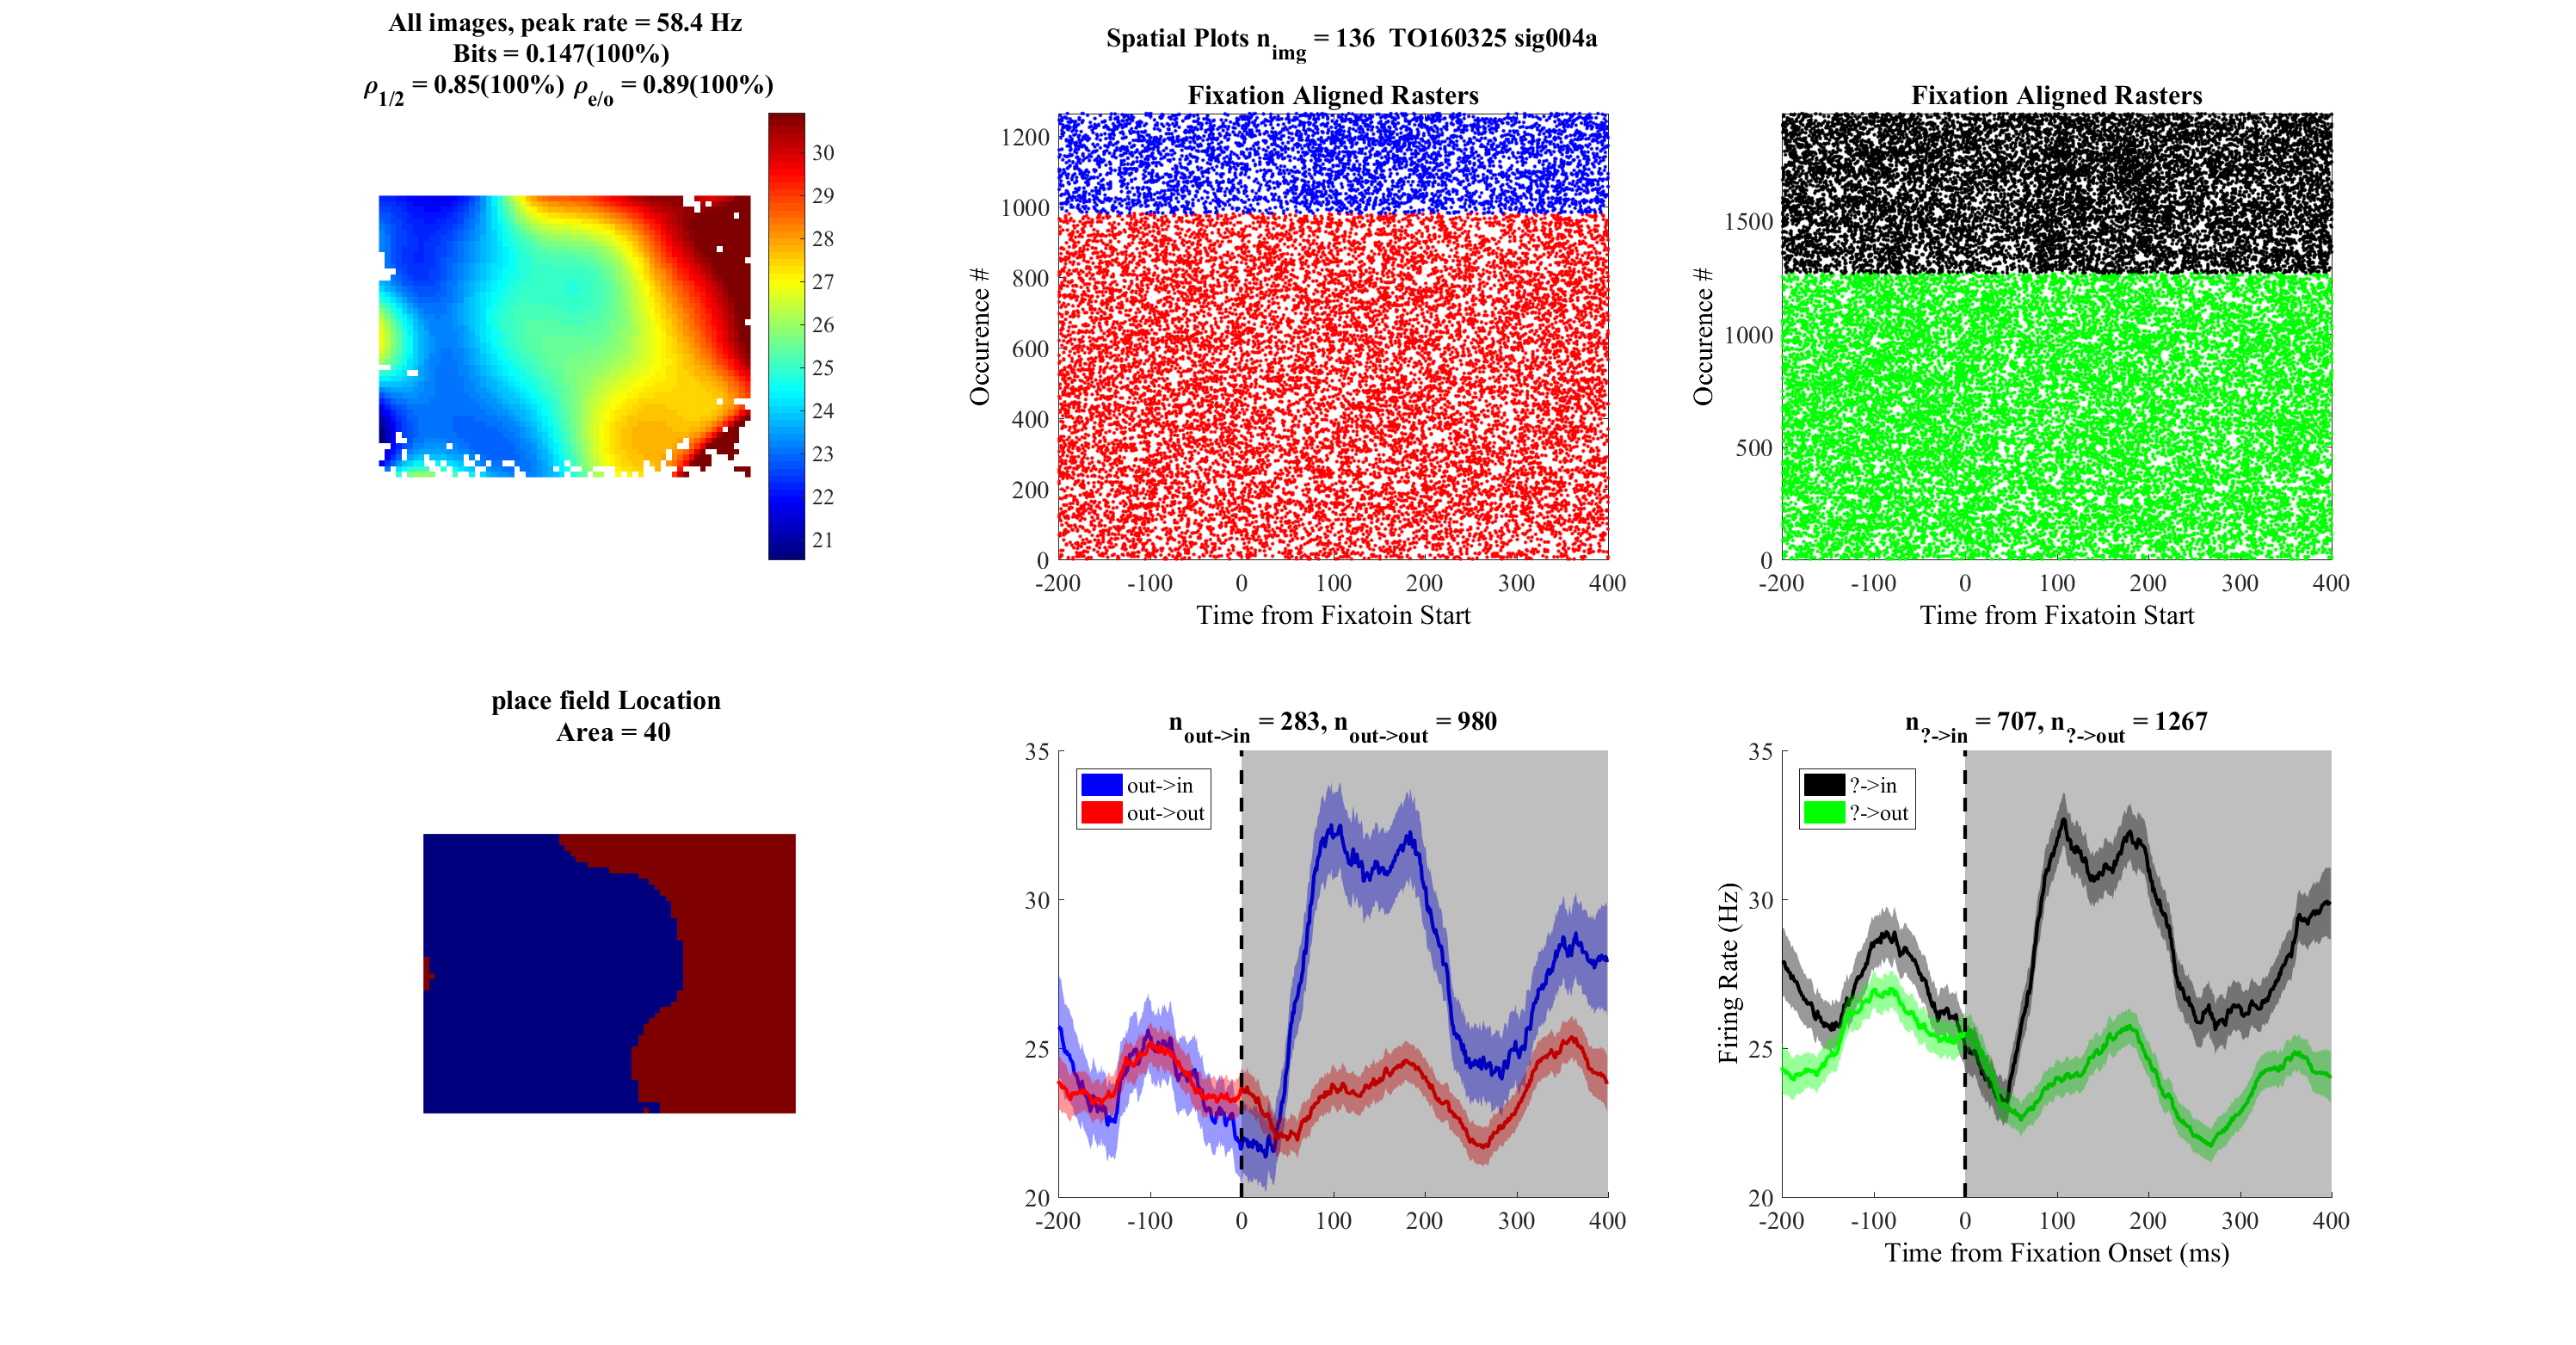 All images, peak rate = 58.4 Hz
Bits = 0.147(100%)
ρ1/2 = 0.85(100%) ρe/o = 0.89(100%)
30
29
28
27
26
25
24
23
22
21
Spatial Plots nimg = 136 TO160325 sig004a
Fixation Aligned Rasters
Occurence #
1200
1000
800
600
400
200
0
-200 -100 0 100 200 300 400
Time from Fixatoin Start
Fixation Aligned Rasters
Occurence #
1500
1000
500
0
-200 -100 0 100 200 300 400
Time from Fixatoin Start
place field Location
Area = 40
nout->in = 283, nout->out = 980
35
30
25
20
out->in
out->out
-200 -100 0 100 200 300 400
n?->in = 707, n?->out = 1267
Firing Rate (Hz)
35
30
25
20
?->in
?->out
-200 -100 0 100 200 300 400
Time from Fixation Onset (ms)